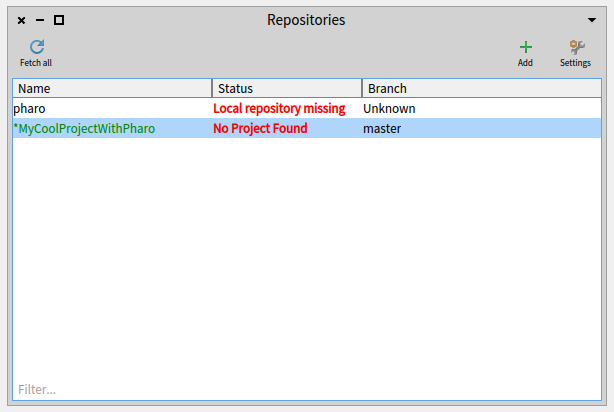 Repositories
Fetch all Add Settings
Name Status Branch
pharo Local repository missing Unknown
*MyCoolProjectWithPharo No Project Found master
Filter...